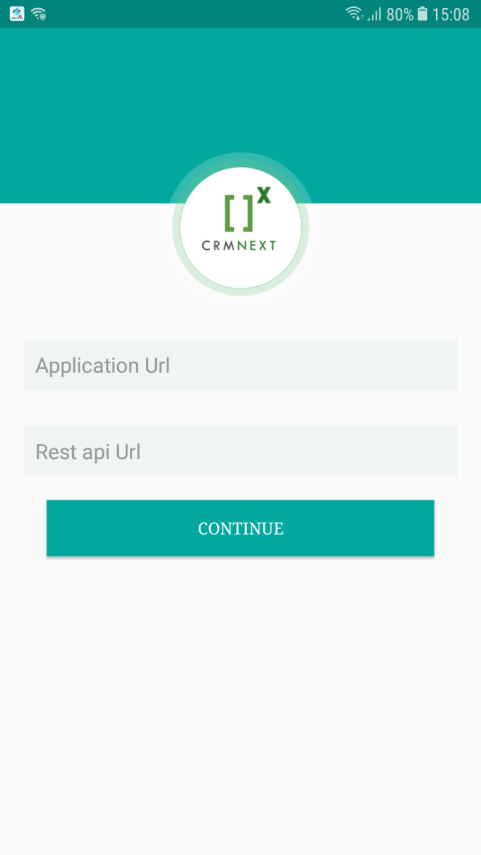 80% 15:08
[ ]X
CRMNEXT
Application Url
Rest api Url
CONTINUE